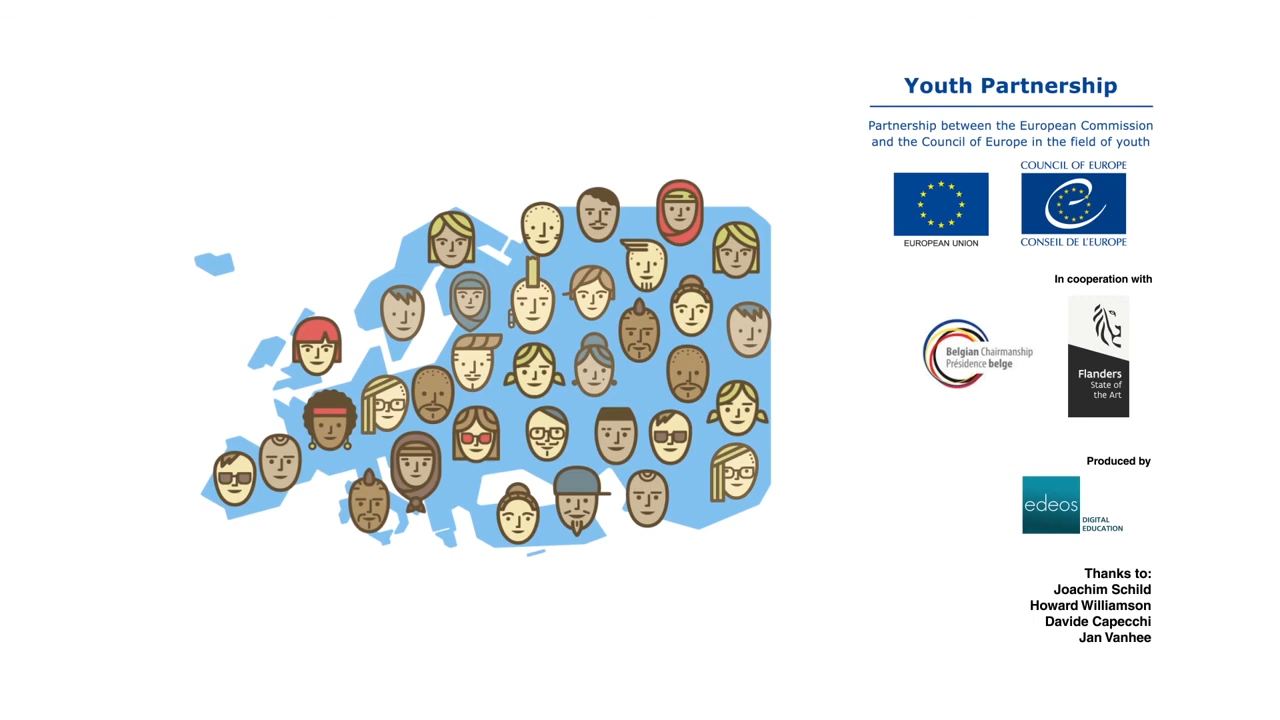 Youth Partnership
Partnership between the European Commission
and the Council of Europe in the field of youth
COUNCIL OF EUROPE
EUROPEAN UNION
CONSEIL DE L'EUROPE
In cooperation with
Belgian Chairmanship
Présidence belge
Flanders
State of
the Art
Produced by
edeos
DIGITAL
EDUCATION
Thanks to:
Joachim Schild
Howard Williamson
Davide Capecchi
Jan Vanhee